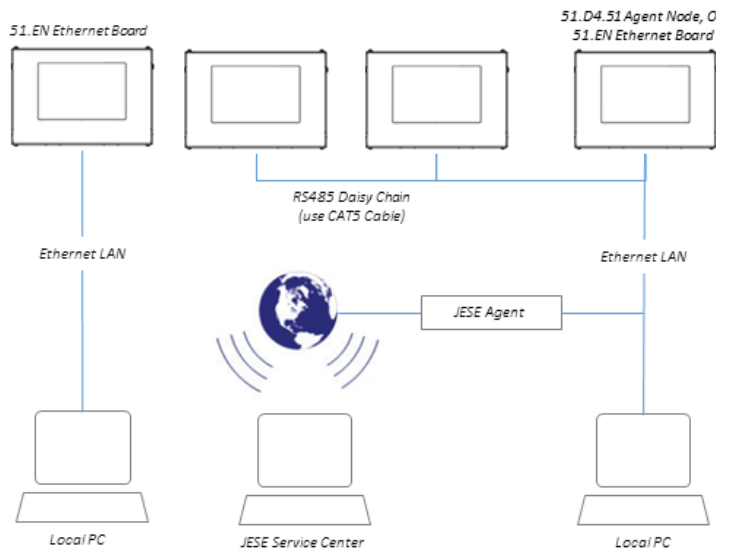 51.EN Ethernet Board
51.D4.51 Agent Node, O
51.EN Ethernet Board
RS485 Daisy Chain
(use CAT5 Cable)
Ethernet LAN
Ethernet LAN
JESE Agent
Local PC
JESE Service Center
Local PC